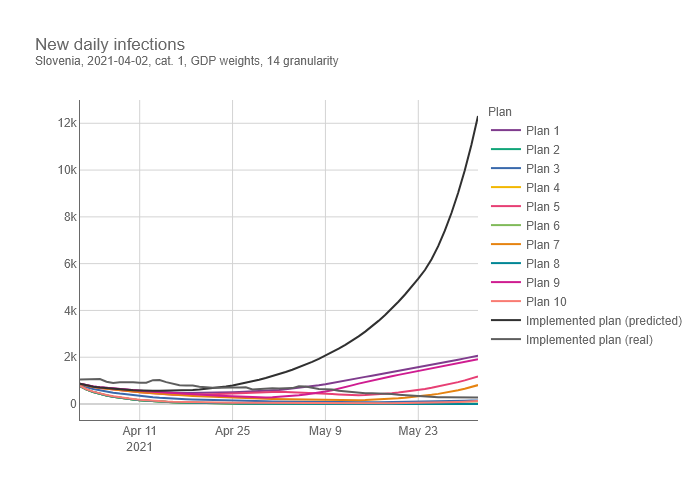 New daily infections
Slovenia, 2021-04-02, cat. 1, GDP weights, 14 granularity
12k
10k
8k
6k
4k
2k
0
Apr 11
2021
Apr 25
May 9
May 23
Plan
Plan 1
Plan 2
Plan 3
Plan 4
Plan 5
Plan 6
Plan 7
Plan 8
Plan 9
Plan 10
Implemented plan (predicted)
Implemented plan (real)